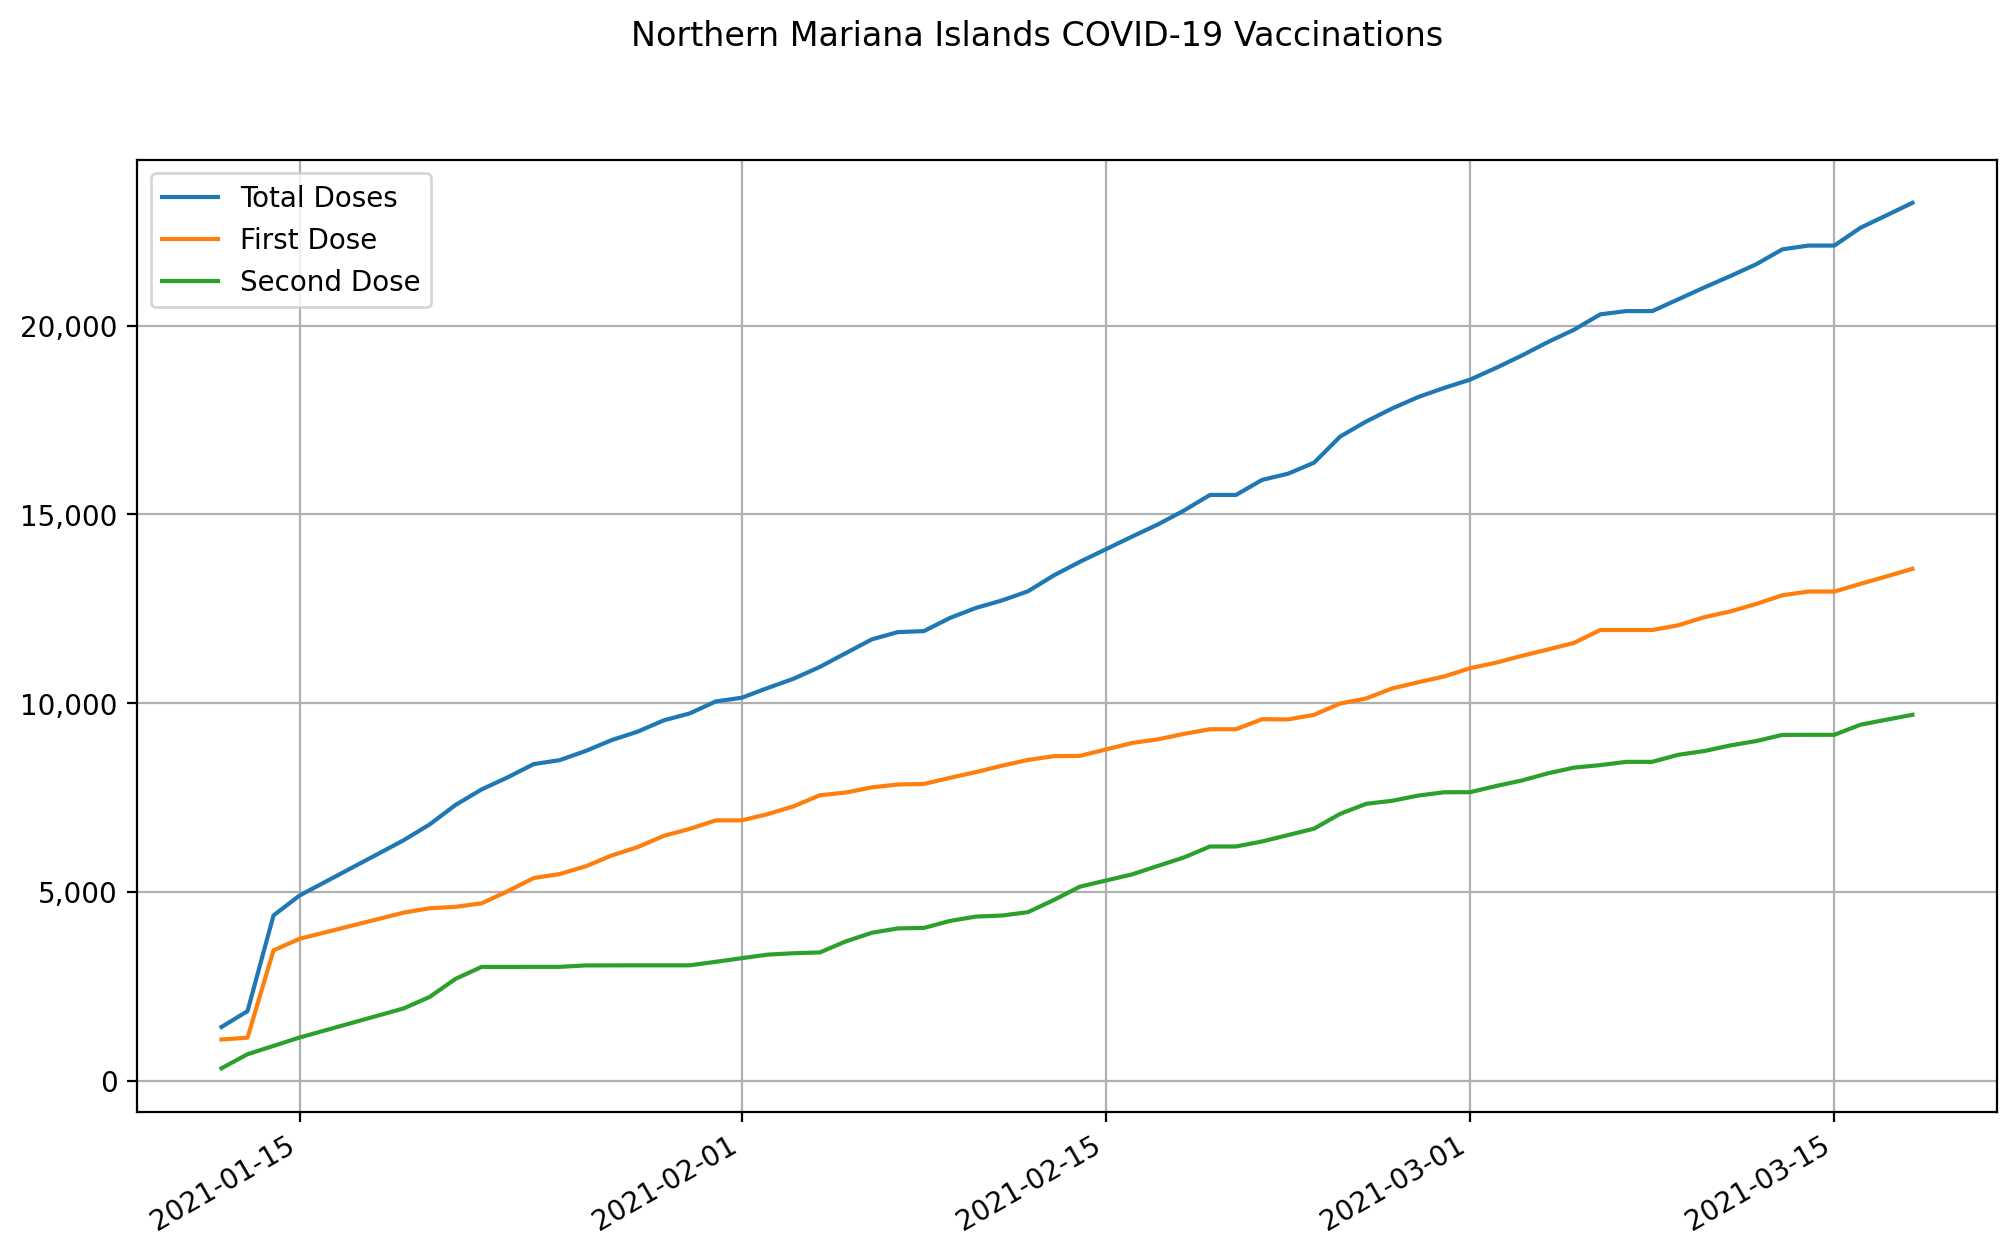 Northern Mariana Islands COVID-19 Vaccinations
Total Doses
First Dose
Second Dose
20,000
15,000
10,000
5,000
0
2021-01-15
2021-02-01
2021-02-15
2021-03-01
2021-03-15